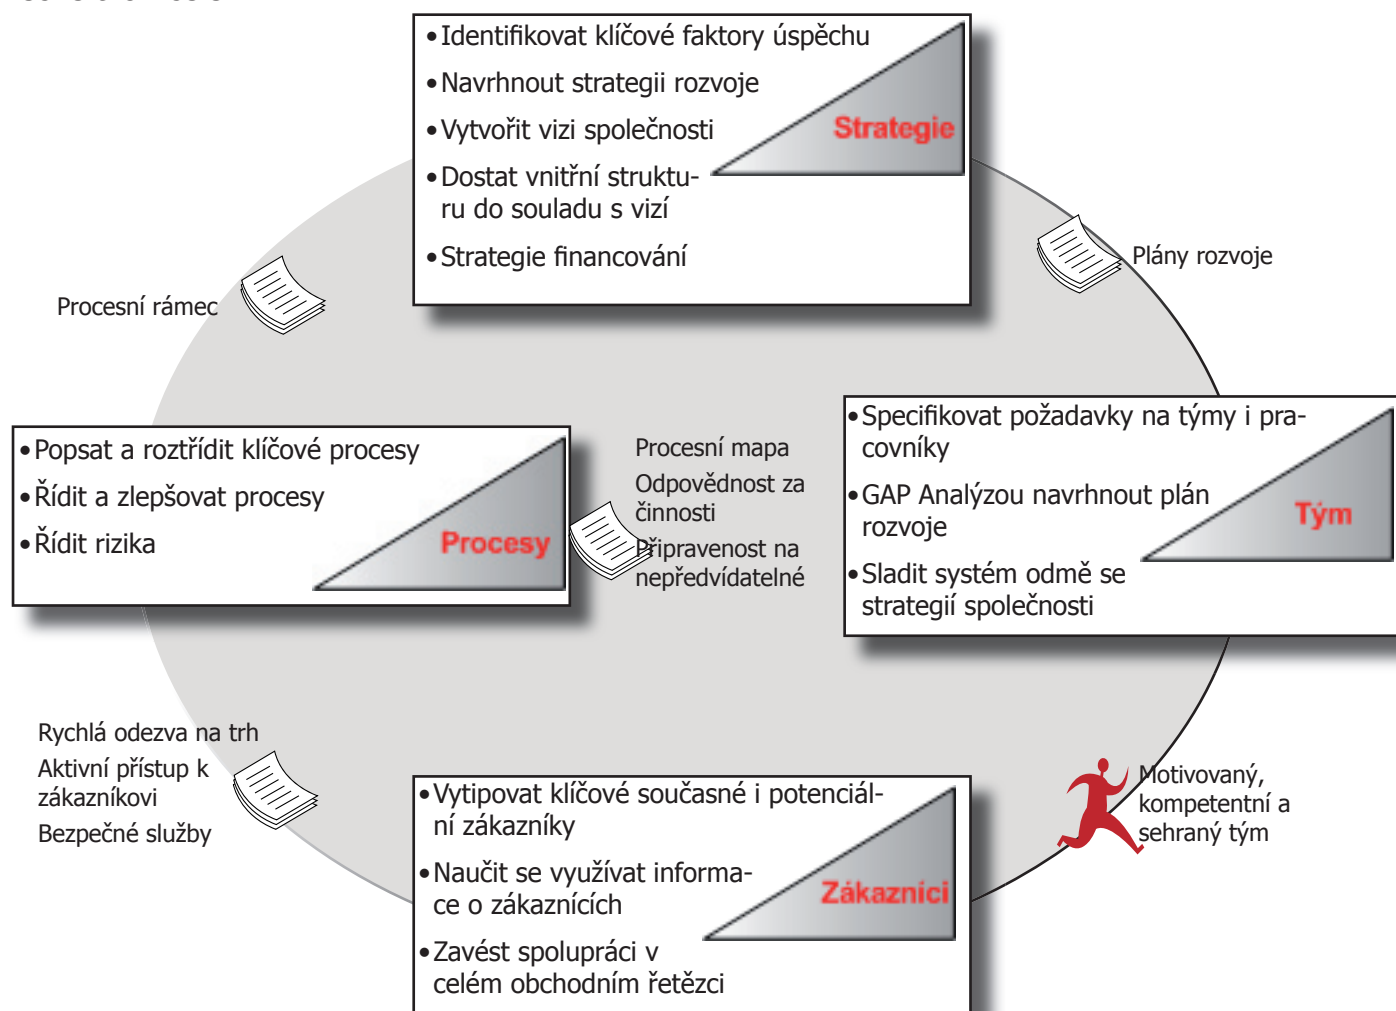 • Identifikovat klíčové faktory úspěchu
• Navrhnout strategii rozvoje
• Vytvořit vizi společnosti
• Dostat vnitřní struktu-
ru do souladu s vizí
• Strategie financování
Strategie
Procesní rámec
Plány rozvoje
• Popsat a roztřídit klíčové procesy
• Řídit a zlepšovat procesy
• Řídit rizika
Procesy
Procesní mapa
Odpovědnost za
činnosti
Připravenost na
nepředvídatelné
• Specifikovat požadavky na týmy i pra-
covníky
• GAP Analýzou navrhnout plán
rozvoje
• Sladit systém odmě se
strategií společnosti
Tým
Rychlá odezva na trh
Aktivní přístup k
zákazníkovi
Bezpečné služby
• Vytipovat klíčové současné i potenciál-
ní zákazníky
• Naučit se využívat informa-
ce o zákaznících
• Zavést spolupráci v
celém obchodním řetězci
Zákazníci
Motivovaný,
kompetentní a
sehraný tým